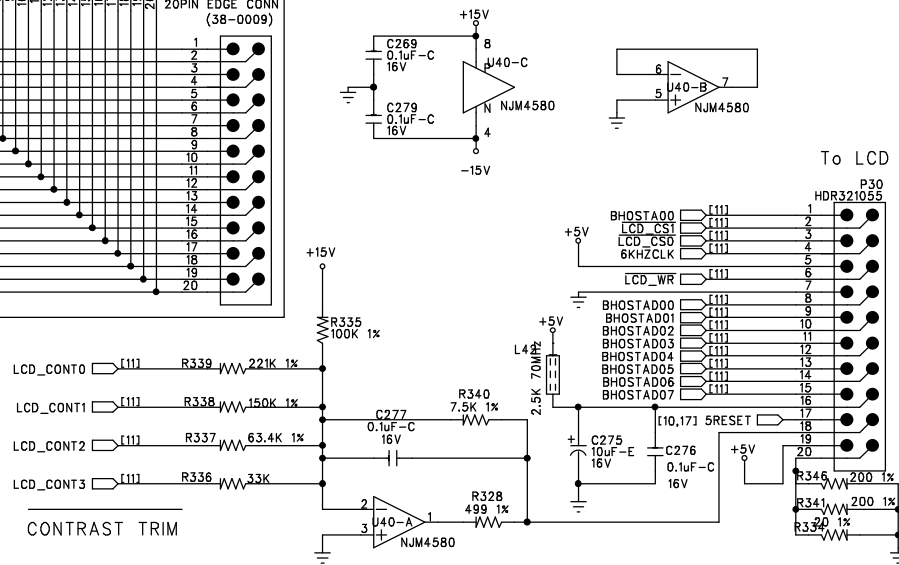 20PIN EDGE CONN
(38-0009)
1
2
3
4
5
6
7
8
9
10
11
12
13
14
15
16
17
18
19
20
+15V
8
C269
0.1uF-C
16V
P
U40-C
C279
0.1uF-C
16V
N
NJM4580
4
-15V
6
U40-B
7
5
NJM4580
To LCD
P30
HDR321055
BHOSTA00 [11] 1
LCD_CS1 [11] 2
LCD_CS0 [11] 3
6KHZCLK [11] 4
+5V
5
LCD_WR [11] 6
7
BHOSTAD00 [11] 8
BHOSTAD01 [11] 9
BHOSTAD02 [11] 10
BHOSTAD03 [11] 11
BHOSTAD04 [11] 12
BHOSTAD05 [11] 13
BHOSTAD06 [11] 14
BHOSTAD07 [11] 15
16
[10,17] 5RESET 17
18
19
20
+5V
2.5K 70MHZ
+
C275
10uF-E
16V
C276
0.1uF-C
16V
+5V
R346 200 1%
R341 200 1%
R334 20 1%
+15V
R335
100K 1%
LCD_CONT0 [11] R339 221K 1%
LCD_CONT1 [11] R338 150K 1%
LCD_CONT2 [11] R337 63.4K 1%
LCD_CONT3 [11] R336 33K
R340
7.5K 1%
C277
0.1uF-C
16V
2
3
U40-A
1
NJM4580
R328
499 1%
CONTRAST TRIM